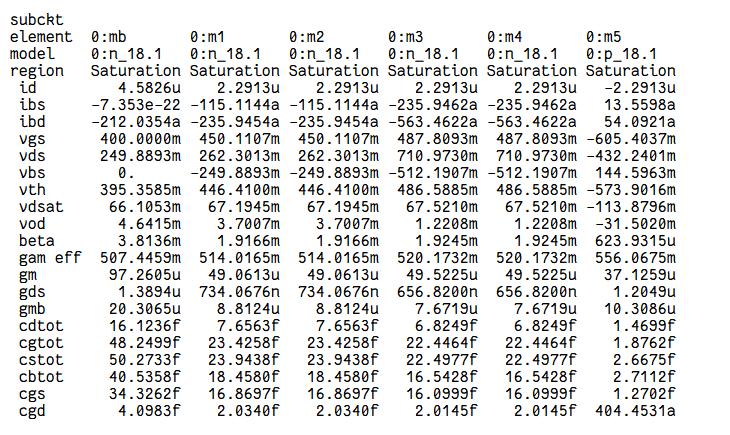 subckt
element  0:mb       0:m1       0:m2       0:m3       0:m4       0:m5
model    0:n_18.1   0:n_18.1   0:n_18.1   0:n_18.1   0:n_18.1   0:p_18.1
region   Saturation Saturation Saturation Saturation Saturation Saturation
id          4.5826u    2.2913u    2.2913u    2.2913u    2.2913u   -2.2913u
ibs      -7.353e-22 -115.1144a -115.1144a -235.9462a -235.9462a   13.5598a
ibd      -212.0354a -235.9454a -235.9454a -563.4622a -563.4622a   54.0921a
vgs       400.0000m  450.1107m  450.1107m  487.8093m  487.8093m -605.4037m
vds       249.8893m  262.3013m  262.3013m  710.9730m  710.9730m -432.2401m
vbs         0.      -249.8893m -249.8893m -512.1907m -512.1907m  144.5963m
vth       395.3585m  446.4100m  446.4100m  486.5885m  486.5885m -573.9016m
vdsat      66.1053m   67.1945m   67.1945m   67.5210m   67.5210m -113.8796m
vod         4.6415m    3.7007m    3.7007m    1.2208m    1.2208m  -31.5020m
beta        3.8136m    1.9166m    1.9166m    1.9245m    1.9245m  623.9315u
gam eff   507.4459m  514.0165m  514.0165m  520.1732m  520.1732m  556.0675m
gm         97.2605u   49.0613u   49.0613u   49.5225u   49.5225u   37.1259u
gds         1.3894u  734.0676n  734.0676n  656.8200n  656.8200n    1.2049u
gmb        20.3065u    8.8124u    8.8124u    7.6719u    7.6719u   10.3086u
cdtot      16.1236f    7.6563f    7.6563f    6.8249f    6.8249f    1.4699f
cgtot      48.2499f   23.4258f   23.4258f   22.4464f   22.4464f    1.8762f
cstot      50.2733f   23.9438f   23.9438f   22.4977f   22.4977f    2.6675f
cbtot      40.5358f   18.4580f   18.4580f   16.5428f   16.5428f    2.7112f
cgs        34.3262f   16.8697f   16.8697f   16.0999f   16.0999f    1.2702f
cgd         4.0983f    2.0340f    2.0340f    2.0145f    2.0145f  404.4531a